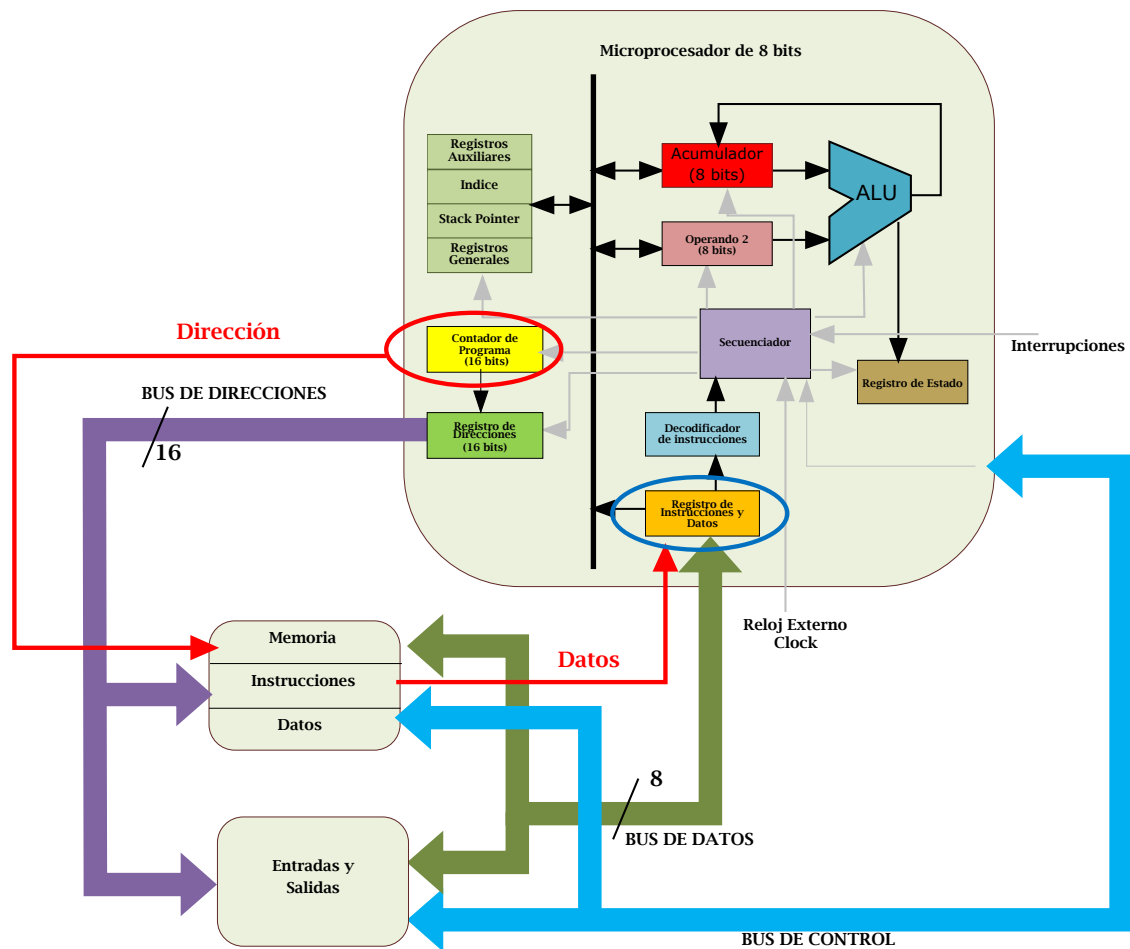 Microprocesador de 8 bits
Registros
Auxiliares
Indice
Stack Pointer
Registros
Generales
Acumulador
(8 bits)
ALU
Operando 2
(8 bits)
Dirección
Contador de
Programa
(16 bits)
Secuenciador
Interrupciones
Registro de Estado
BUS DE DIRECCIONES
16
Registro de
Direcciones
(16 bits)
Decodificador
de instrucciones
Registro de
Instrucciones y
Datos
Reloj Externo
Clock
Memoria
Instrucciones
Datos
Datos
8
BUS DE DATOS
Entradas y
Salidas
BUS DE CONTROL